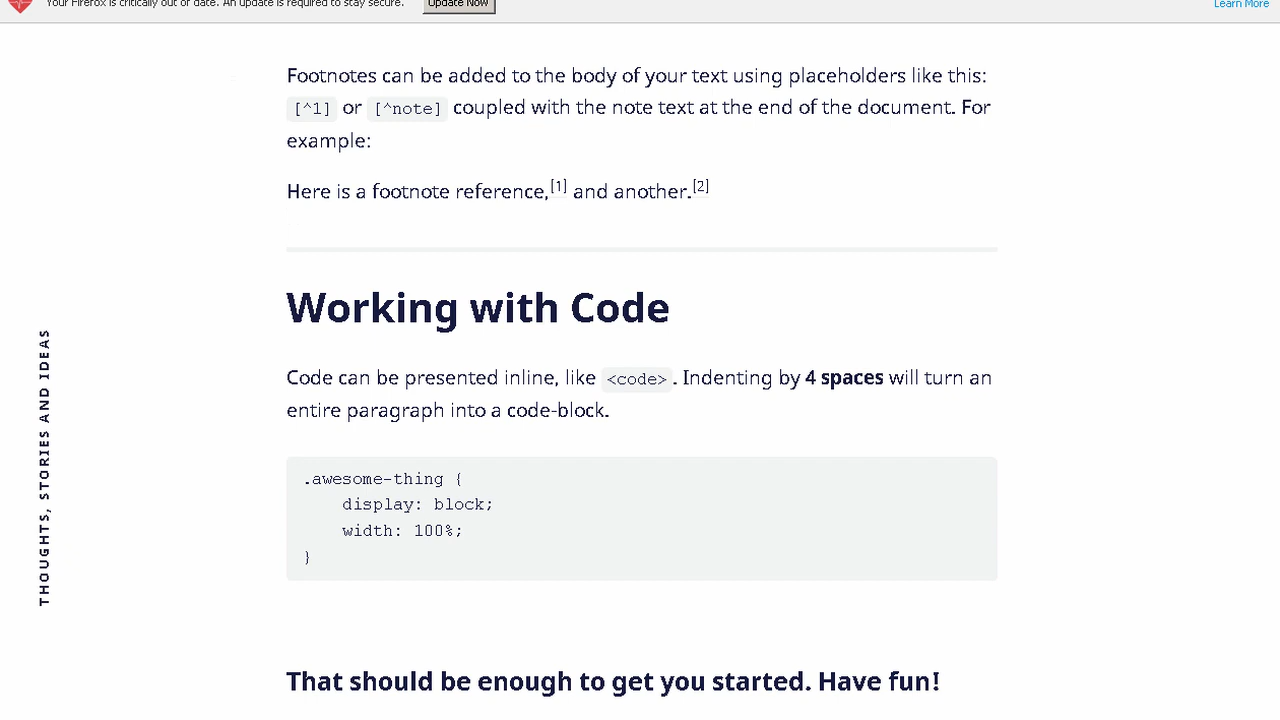 Your Firefox is critically out of date. An update is required to stay secure. Update Now Learn More
Footnotes can be added to the body of your text using placeholders like this:
[^1] or [^note] coupled with the note text at the end of the document. For
example:
Here is a footnote reference,[1] and another.[2]
Working with Code
Code can be presented inline, like <code>. Indenting by 4 spaces will turn an
entire paragraph into a code-block.
.awesome-thing {
    display: block;
    width: 100%;
}
THOUGHTS, STORIES AND IDEAS
That should be enough to get you started. Have fun!